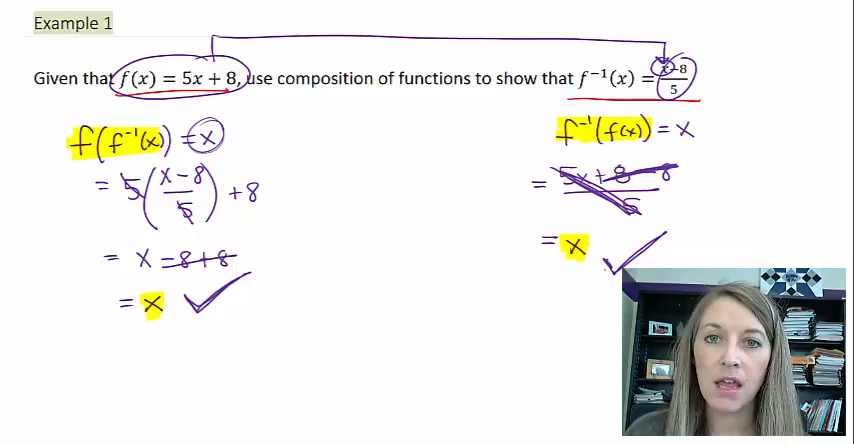 Example 1
Given that f(x) = 5x + 8, use composition of functions to show that f⁻¹(x) = (x−8)/5
f(f⁻¹(x)) = x
= 5((x − 8)/5) + 8
= x − 8 + 8
= x
f⁻¹(f(x)) = x
= (5x + 8 − 8)/5
= x